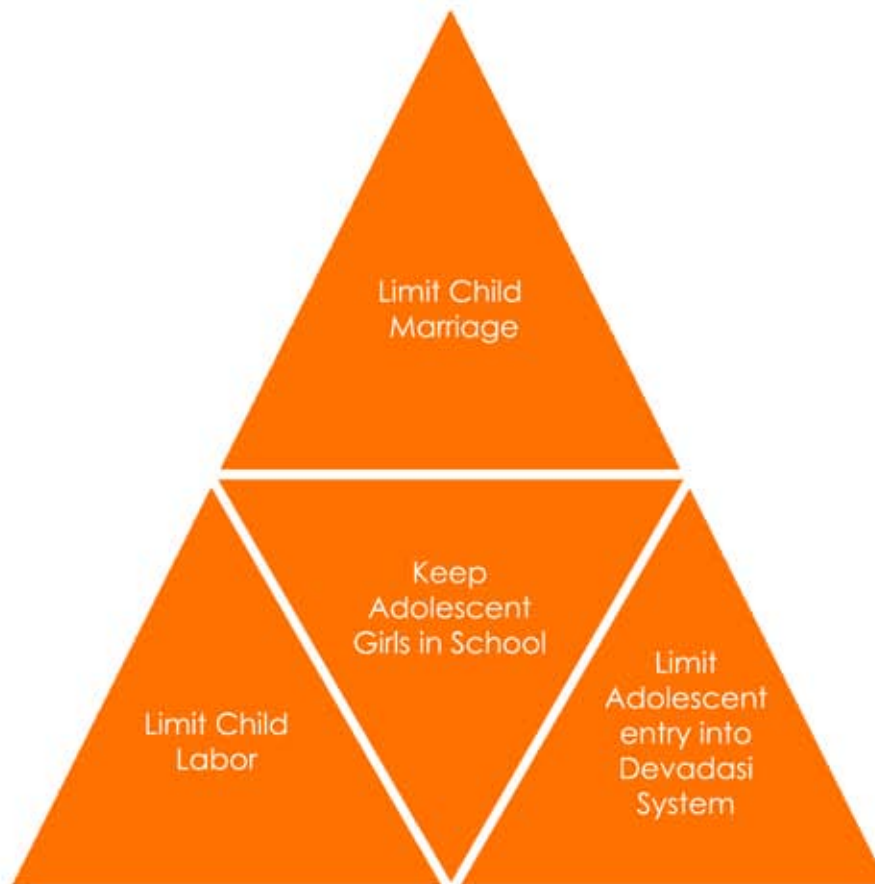 Limit Child
Marriage
Keep
Adolescent
Girls in School
Limit Child
Labor
Limit
Adolescent
entry into
Devadasi
System